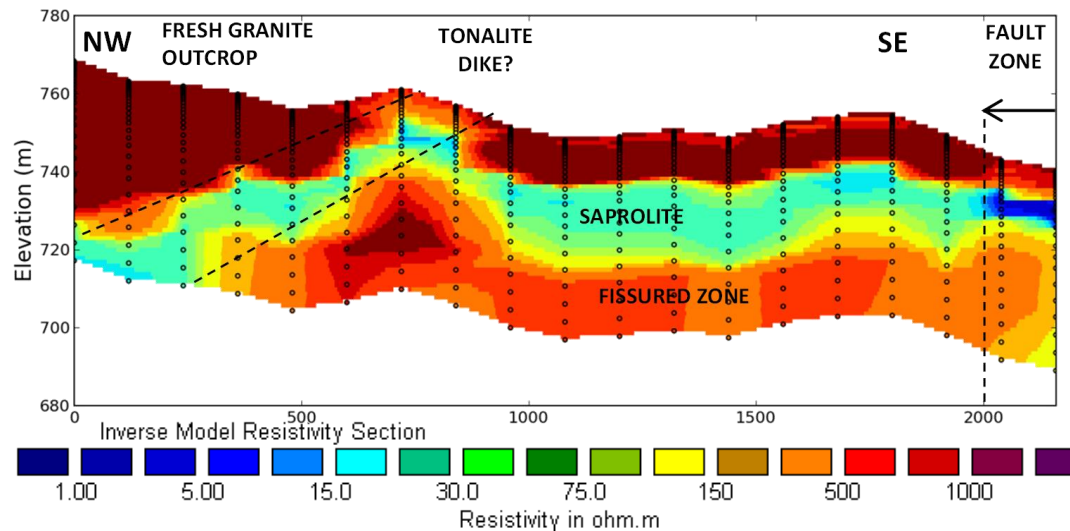 NW
FRESH GRANITE
OUTCROP
TONALITE
DIKE?
SE
FAULT
ZONE
780
760
740
720
700
680
Elevation (m)
SAPROLITE
FISSURED ZONE
0
500
1000
1500
2000
Inverse Model Resistivity Section
1.00
5.00
15.0
30.0
75.0
150
500
1000
Resistivity in ohm.m